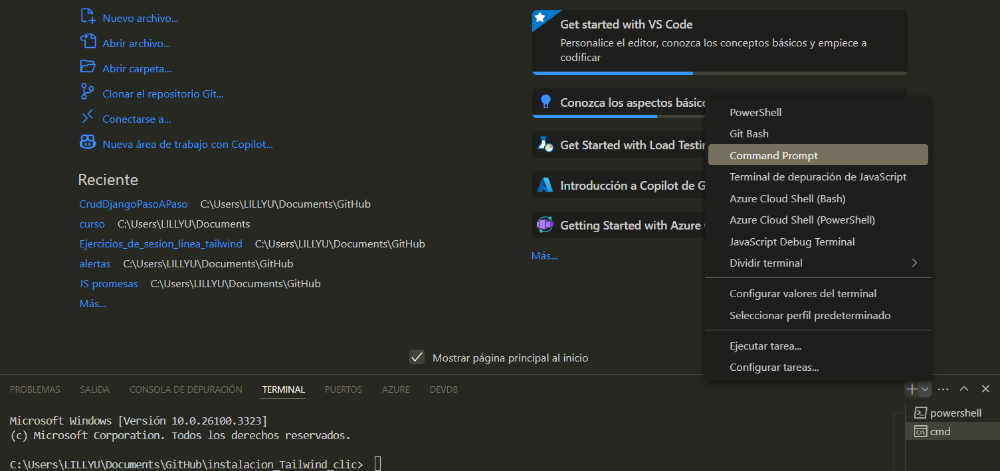 Nuevo archivo...
Abrir archivo...
Abrir carpeta...
Clonar el repositorio Git...
Conectarse a...
Nueva área de trabajo con Copilot...
Reciente
CrudDjangoPasoAPaso C:\Users\LILLYU\Documents\GitHub
curso C:\Users\LILLYU\Documents
Ejercicios_de_sesion_linea_tailwind C:\Users\LILLYU\Documents\GitHub
alertas C:\Users\LILLYU\Documents\GitHub
JS promesas C:\Users\LILLYU\Documents\GitHub
Más...
Get started with VS Code
Personalice el editor, conozca los conceptos básicos y empiece a
codificar
Conozca los aspectos básico
Get Started with Load Testin
Introducción a Copilot de G
Getting Started with Azure
Más...
PowerShell
Git Bash
Command Prompt
Terminal de depuración de JavaScript
Azure Cloud Shell (Bash)
Azure Cloud Shell (PowerShell)
JavaScript Debug Terminal
Dividir terminal
Configurar valores del terminal
Seleccionar perfil predeterminado
Ejecutar tarea...
Configurar tareas...
Mostrar página principal al inicio
PROBLEMAS SALIDA CONSOLA DE DEPURACIÓN TERMINAL PUERTOS AZURE DEVDB
Microsoft Windows [Versión 10.0.26100.3323]
(c) Microsoft Corporation. Todos los derechos reservados.
C:\Users\LILLYU\Documents\GitHub\instalacion_Tailwind_clic>
powershell
cmd